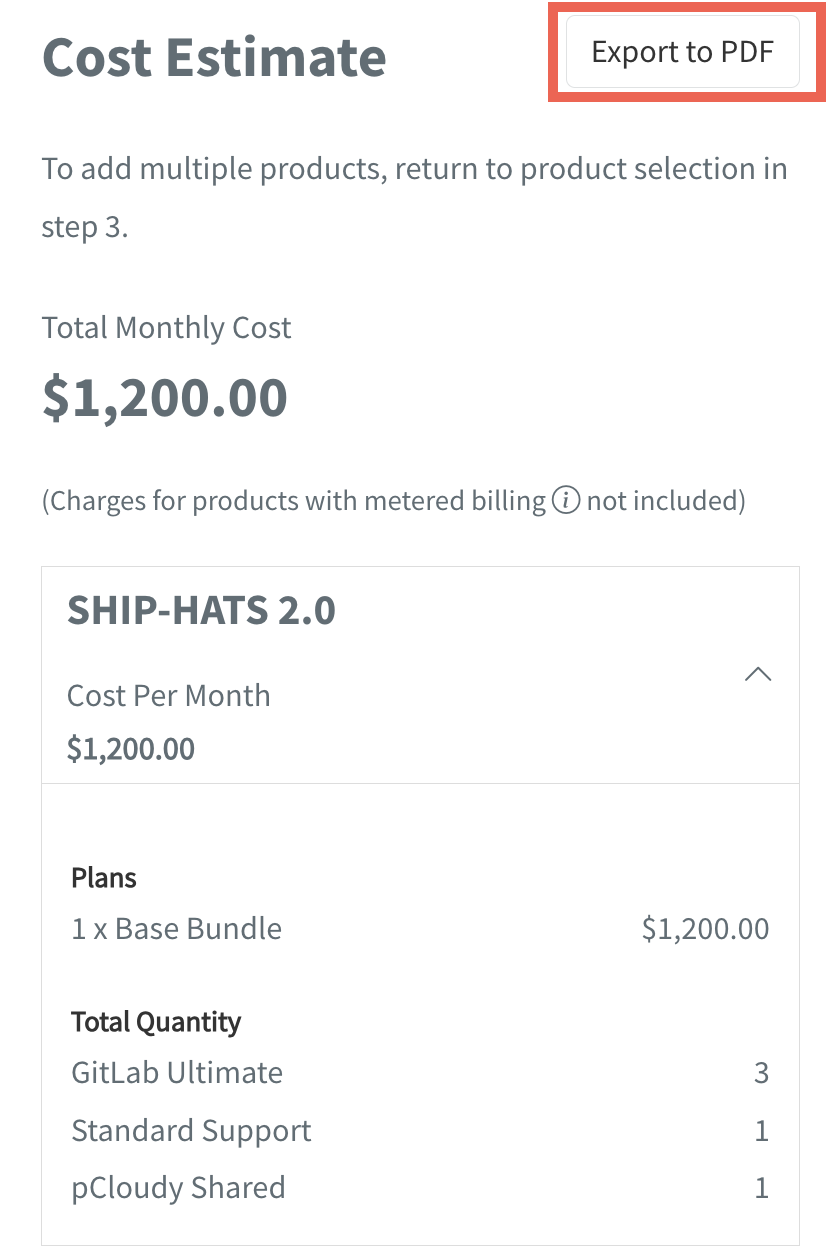 Cost Estimate
Export to PDF
To add multiple products, return to product selection in
step 3.
Total Monthly Cost
$1,200.00
(Charges for products with metered billing ⓘ not included)
SHIP-HATS 2.0
Cost Per Month
$1,200.00
Plans
1 x Base Bundle $1,200.00
Total Quantity
GitLab Ultimate 3
Standard Support 1
pCloudy Shared 1